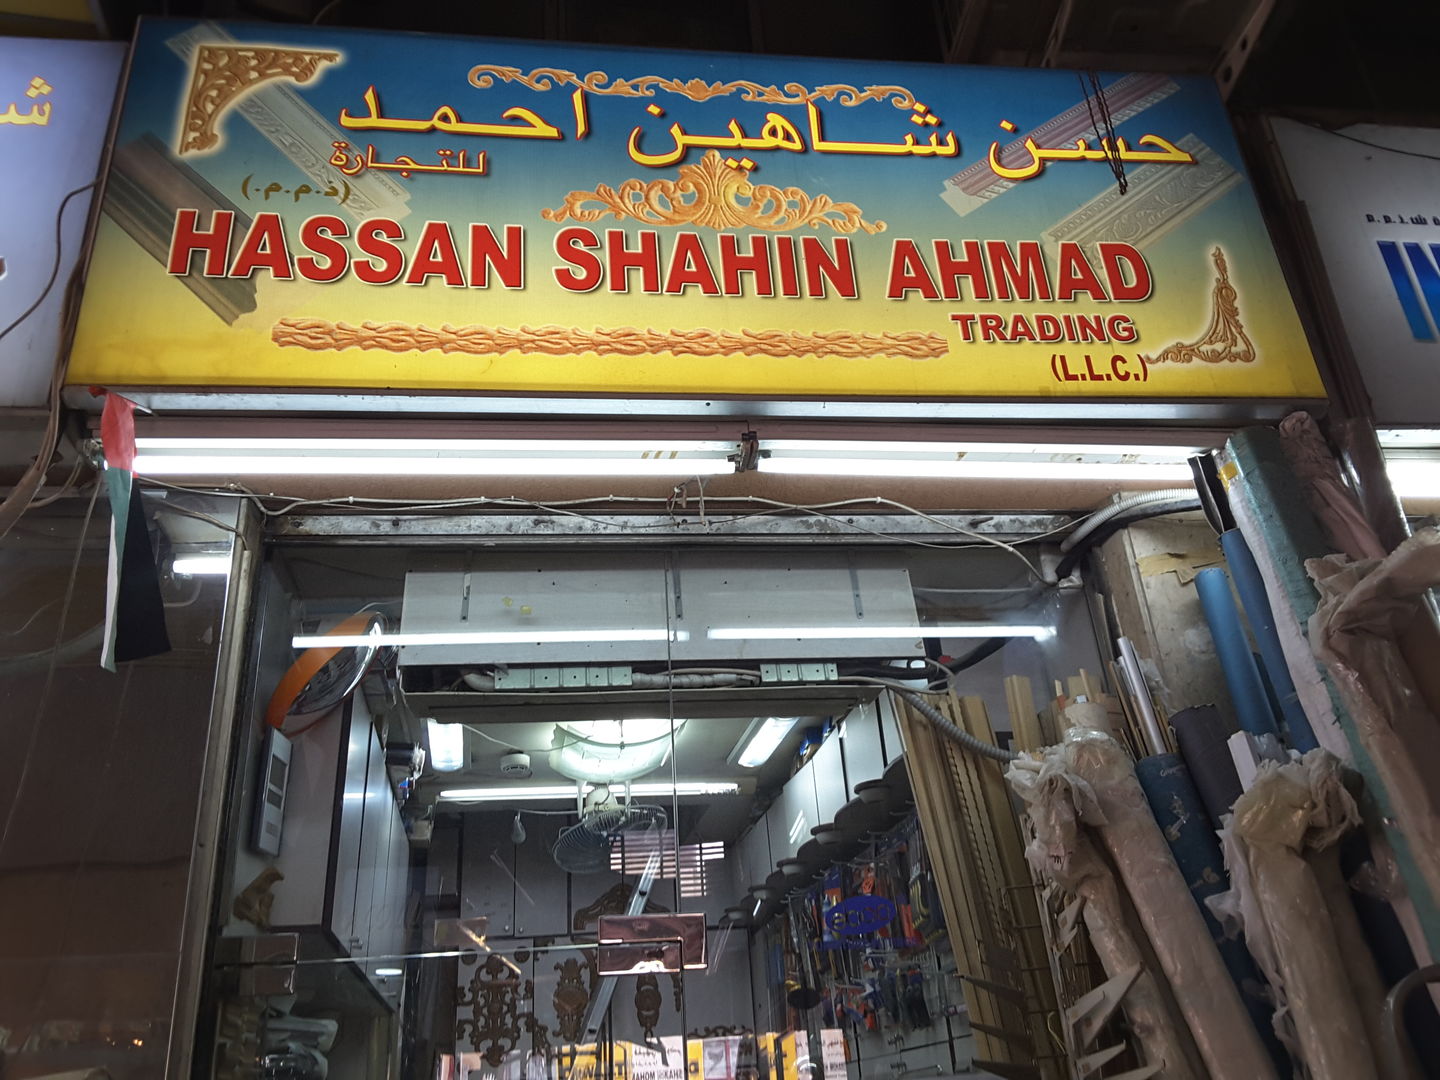 حسن شاهين احمد
للتجارة
(ذ.م.م.)
HASSAN SHAHIN AHMAD
TRADING
(L.L.C.)